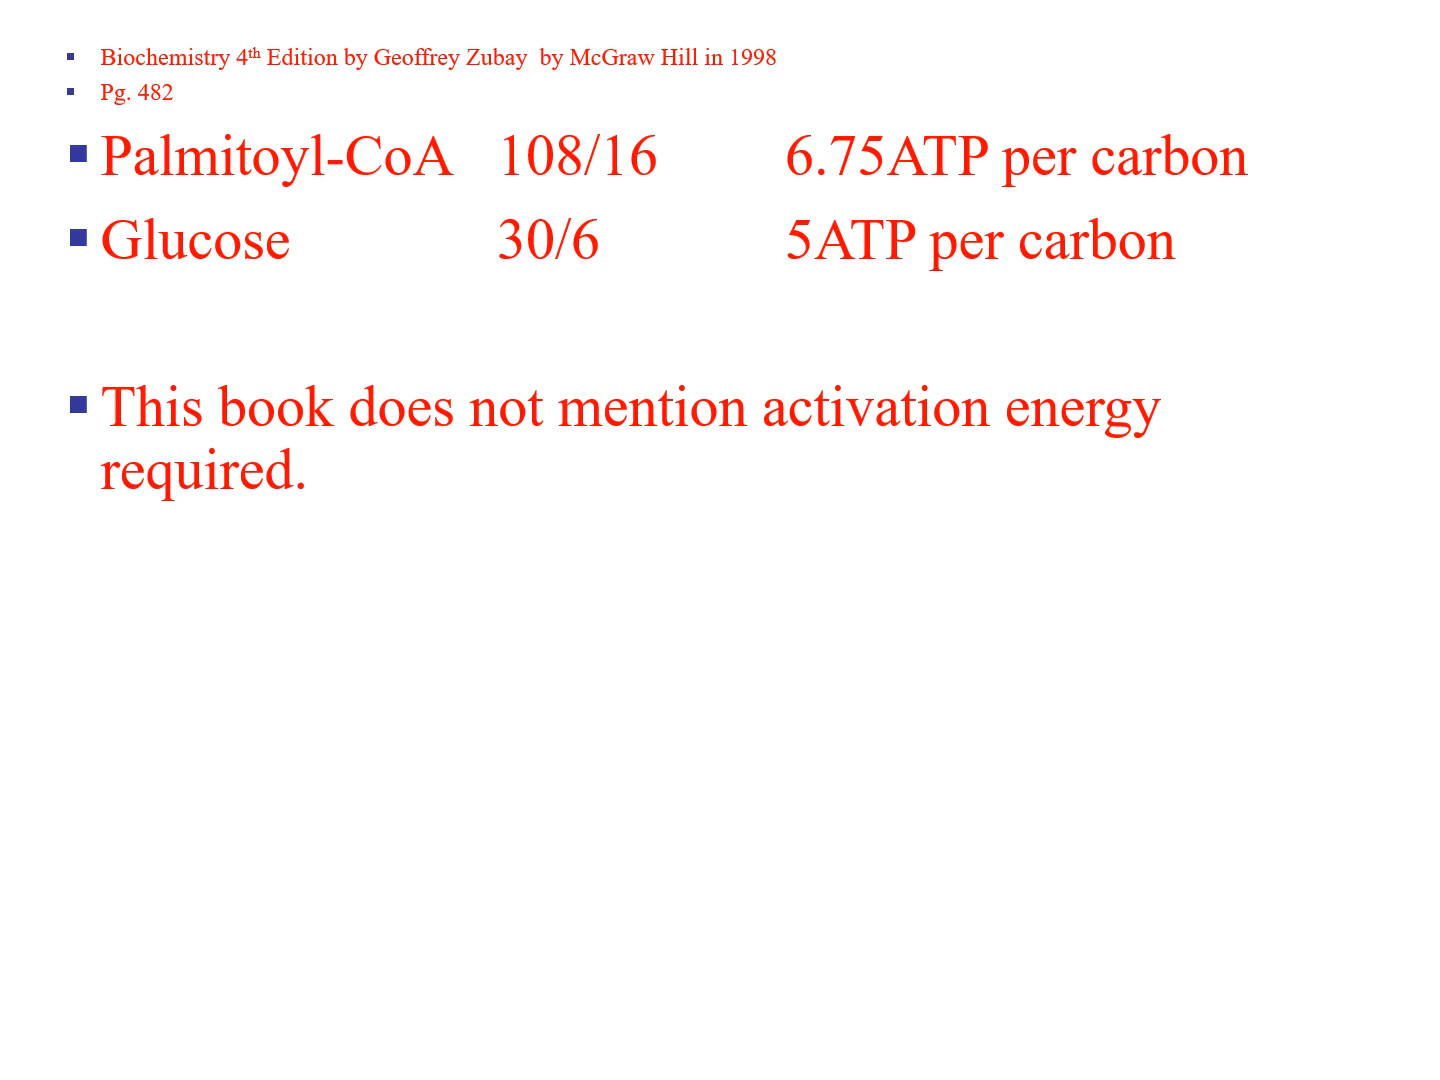 Biochemistry 4th Edition by Geoffrey Zubay by McGraw Hill in 1998
Pg. 482
Palmitoyl-CoA 108/16 6.75ATP per carbon
Glucose 30/6 5ATP per carbon
This book does not mention activation energy
required.